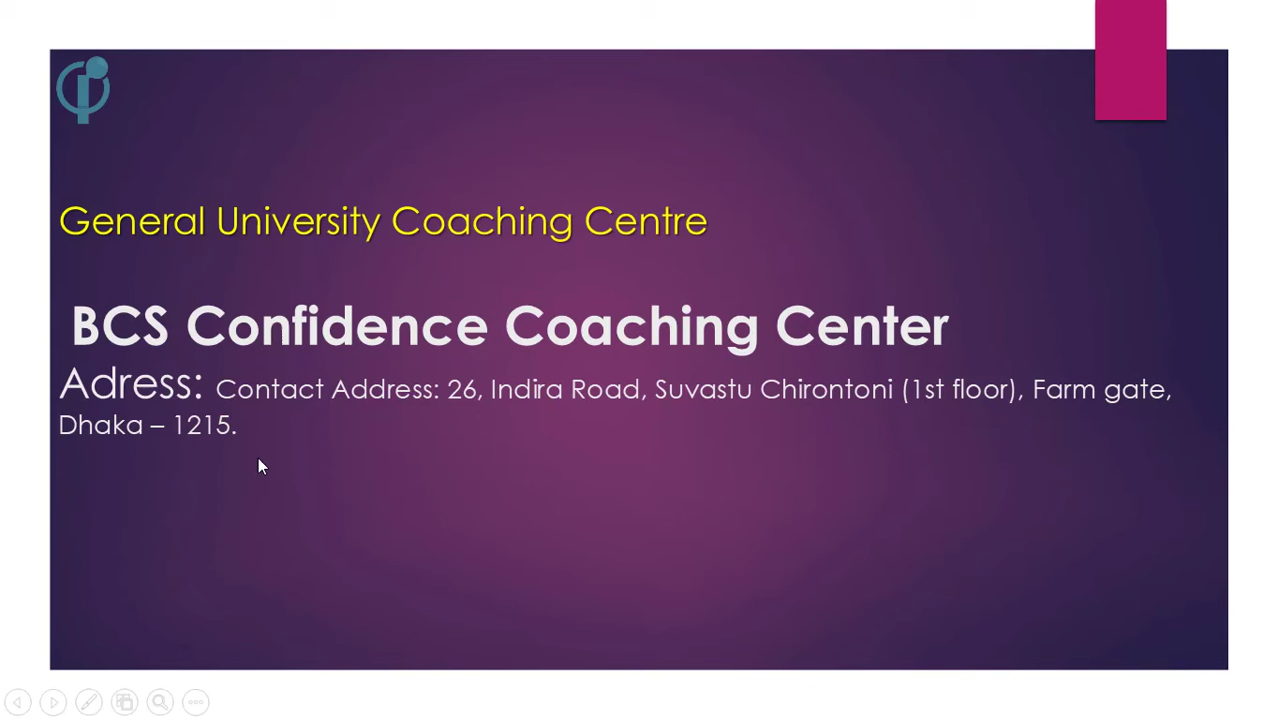 General University Coaching Centre
BCS Confidence Coaching Center
Adress: Contact Address: 26, Indira Road, Suvastu Chirontoni (1st floor), Farm gate,
Dhaka – 1215.